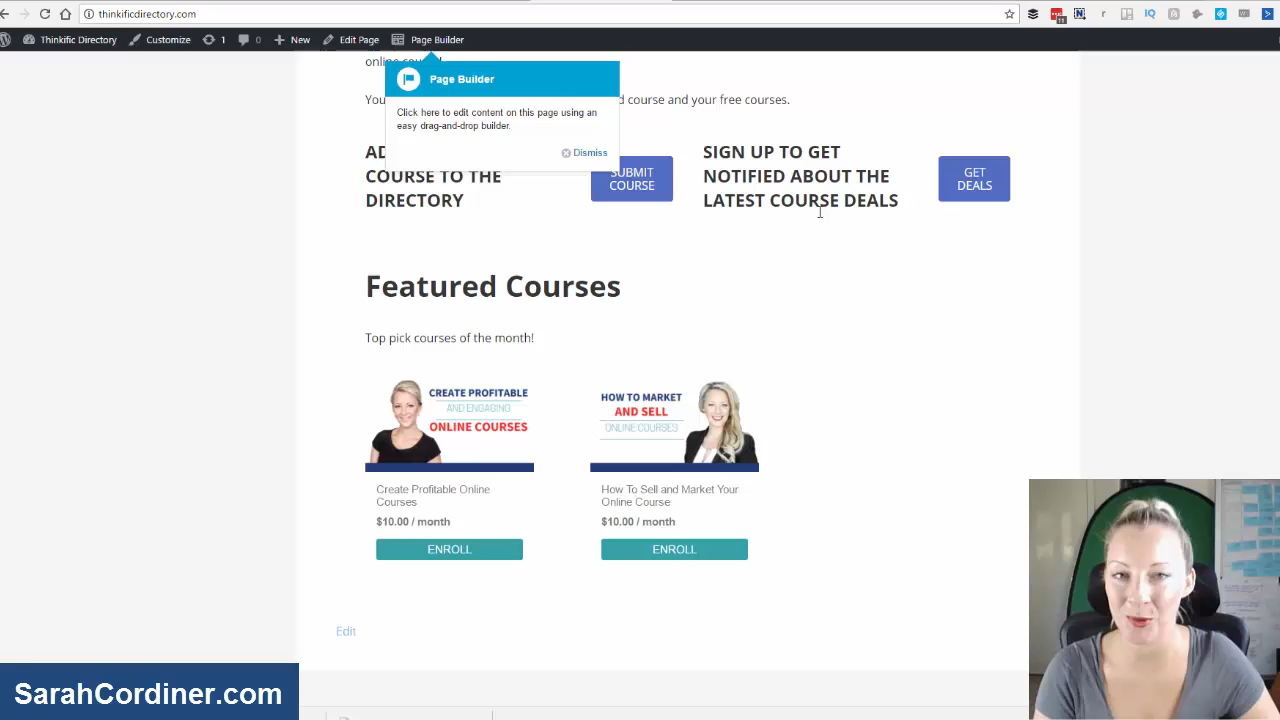 thinkificdirectory.com
Thinkific Directory Customize 1 0 New Edit Page Page Builder
Page Builder
You
d course and your free courses.
Click here to edit content on this page using an
easy drag-and-drop builder.
Dismiss
AD
COURSE TO THE
DIRECTORY
SUBMIT
COURSE
SIGN UP TO GET
NOTIFIED ABOUT THE
LATEST COURSE DEALS
GET
DEALS
Featured Courses
Top pick courses of the month!
CREATE PROFITABLE
AND ENGAGING
ONLINE COURSES
HOW TO MARKET
AND SELL
ONLINE COURSES
Create Profitable Online
Courses
$10.00 / month
ENROLL
How To Sell and Market Your
Online Course
$10.00 / month
ENROLL
Edit
SarahCordiner.com